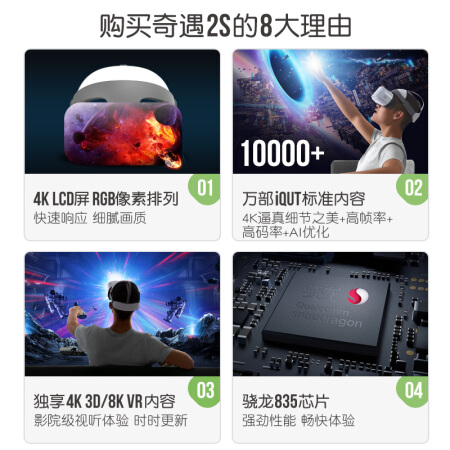 购买奇遇2S的8大理由
01
4K LCD屏 RGB像素排列
快速响应 细腻画质
10000+
02
万部iQUT标准内容
4K逼真细节之美+高帧率+
高码率+AI优化
03
独享4K 3D/8K VR内容
影院级视听体验 时时更新
Qualcomm
snapdragon
04
骁龙835芯片
强劲性能 畅快体验